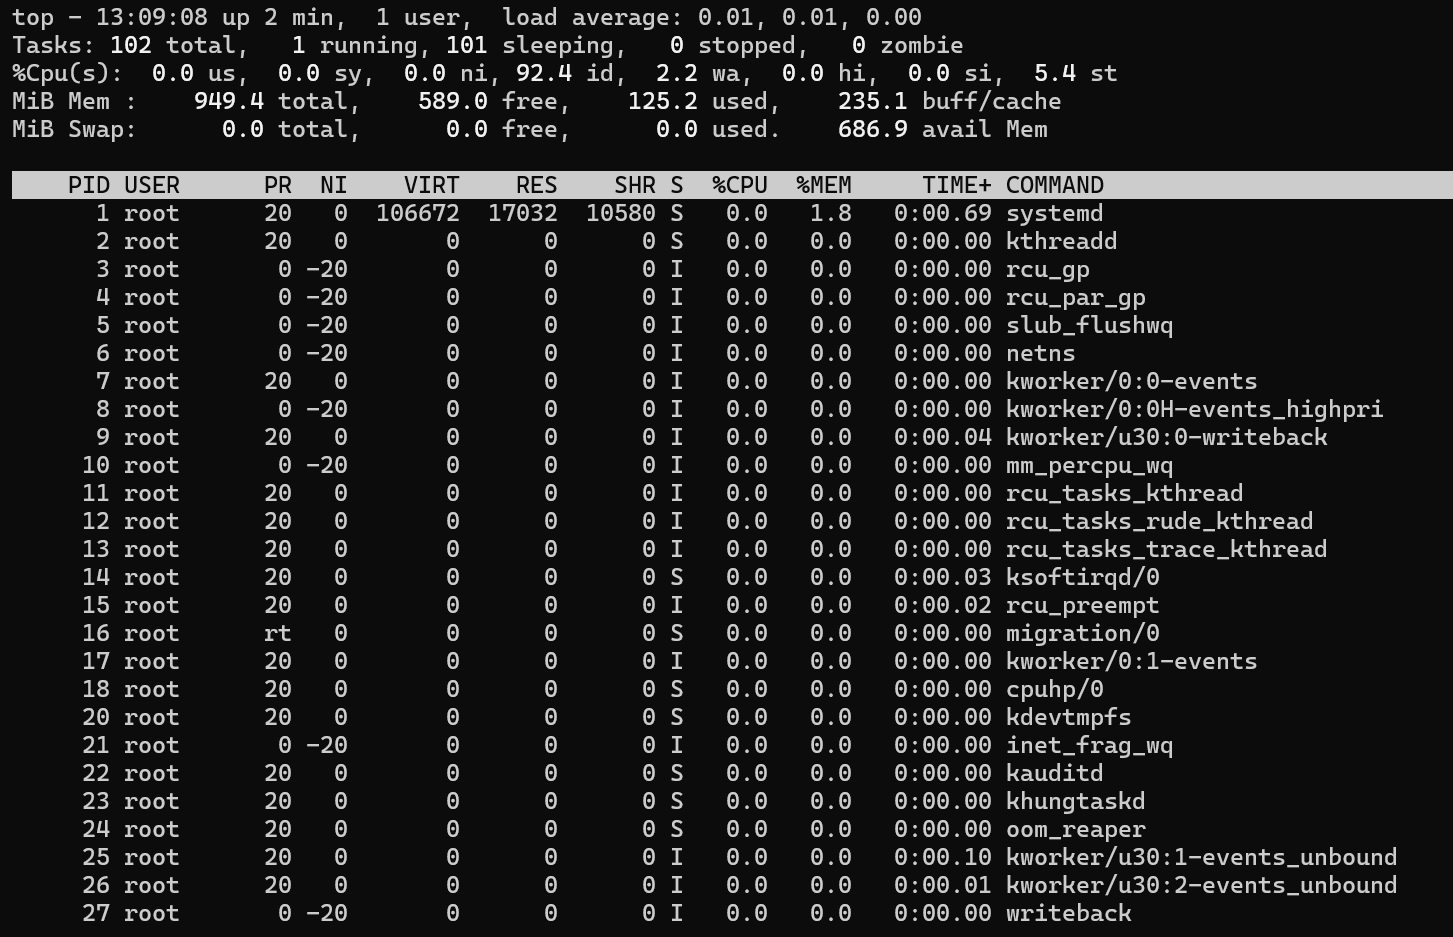 top - 13:09:08 up 2 min,  1 user,  load average: 0.01, 0.01, 0.00
Tasks: 102 total,   1 running, 101 sleeping,   0 stopped,   0 zombie
%Cpu(s):  0.0 us,  0.0 sy,  0.0 ni, 92.4 id,  2.2 wa,  0.0 hi,  0.0 si,  5.4 st
MiB Mem :    949.4 total,    589.0 free,    125.2 used,    235.1 buff/cache
MiB Swap:      0.0 total,      0.0 free,      0.0 used.    686.9 avail Mem
    PID USER      PR  NI    VIRT    RES    SHR S  %CPU  %MEM     TIME+ COMMAND
      1 root      20   0  106672  17032  10580 S   0.0   1.8   0:00.69 systemd
      2 root      20   0       0      0      0 S   0.0   0.0   0:00.00 kthreadd
      3 root       0 -20       0      0      0 I   0.0   0.0   0:00.00 rcu_gp
      4 root       0 -20       0      0      0 I   0.0   0.0   0:00.00 rcu_par_gp
      5 root       0 -20       0      0      0 I   0.0   0.0   0:00.00 slub_flushwq
      6 root       0 -20       0      0      0 I   0.0   0.0   0:00.00 netns
      7 root      20   0       0      0      0 I   0.0   0.0   0:00.00 kworker/0:0-events
      8 root       0 -20       0      0      0 I   0.0   0.0   0:00.00 kworker/0:0H-events_highpri
      9 root      20   0       0      0      0 I   0.0   0.0   0:00.04 kworker/u30:0-writeback
     10 root       0 -20       0      0      0 I   0.0   0.0   0:00.00 mm_percpu_wq
     11 root      20   0       0      0      0 I   0.0   0.0   0:00.00 rcu_tasks_kthread
     12 root      20   0       0      0      0 I   0.0   0.0   0:00.00 rcu_tasks_rude_kthread
     13 root      20   0       0      0      0 I   0.0   0.0   0:00.00 rcu_tasks_trace_kthread
     14 root      20   0       0      0      0 S   0.0   0.0   0:00.03 ksoftirqd/0
     15 root      20   0       0      0      0 I   0.0   0.0   0:00.02 rcu_preempt
     16 root      rt   0       0      0      0 S   0.0   0.0   0:00.00 migration/0
     17 root      20   0       0      0      0 I   0.0   0.0   0:00.00 kworker/0:1-events
     18 root      20   0       0      0      0 S   0.0   0.0   0:00.00 cpuhp/0
     20 root      20   0       0      0      0 S   0.0   0.0   0:00.00 kdevtmpfs
     21 root       0 -20       0      0      0 I   0.0   0.0   0:00.00 inet_frag_wq
     22 root      20   0       0      0      0 S   0.0   0.0   0:00.00 kauditd
     23 root      20   0       0      0      0 S   0.0   0.0   0:00.00 khungtaskd
     24 root      20   0       0      0      0 S   0.0   0.0   0:00.00 oom_reaper
     25 root      20   0       0      0      0 I   0.0   0.0   0:00.10 kworker/u30:1-events_unbound
     26 root      20   0       0      0      0 I   0.0   0.0   0:00.01 kworker/u30:2-events_unbound
     27 root       0 -20       0      0      0 I   0.0   0.0   0:00.00 writeback